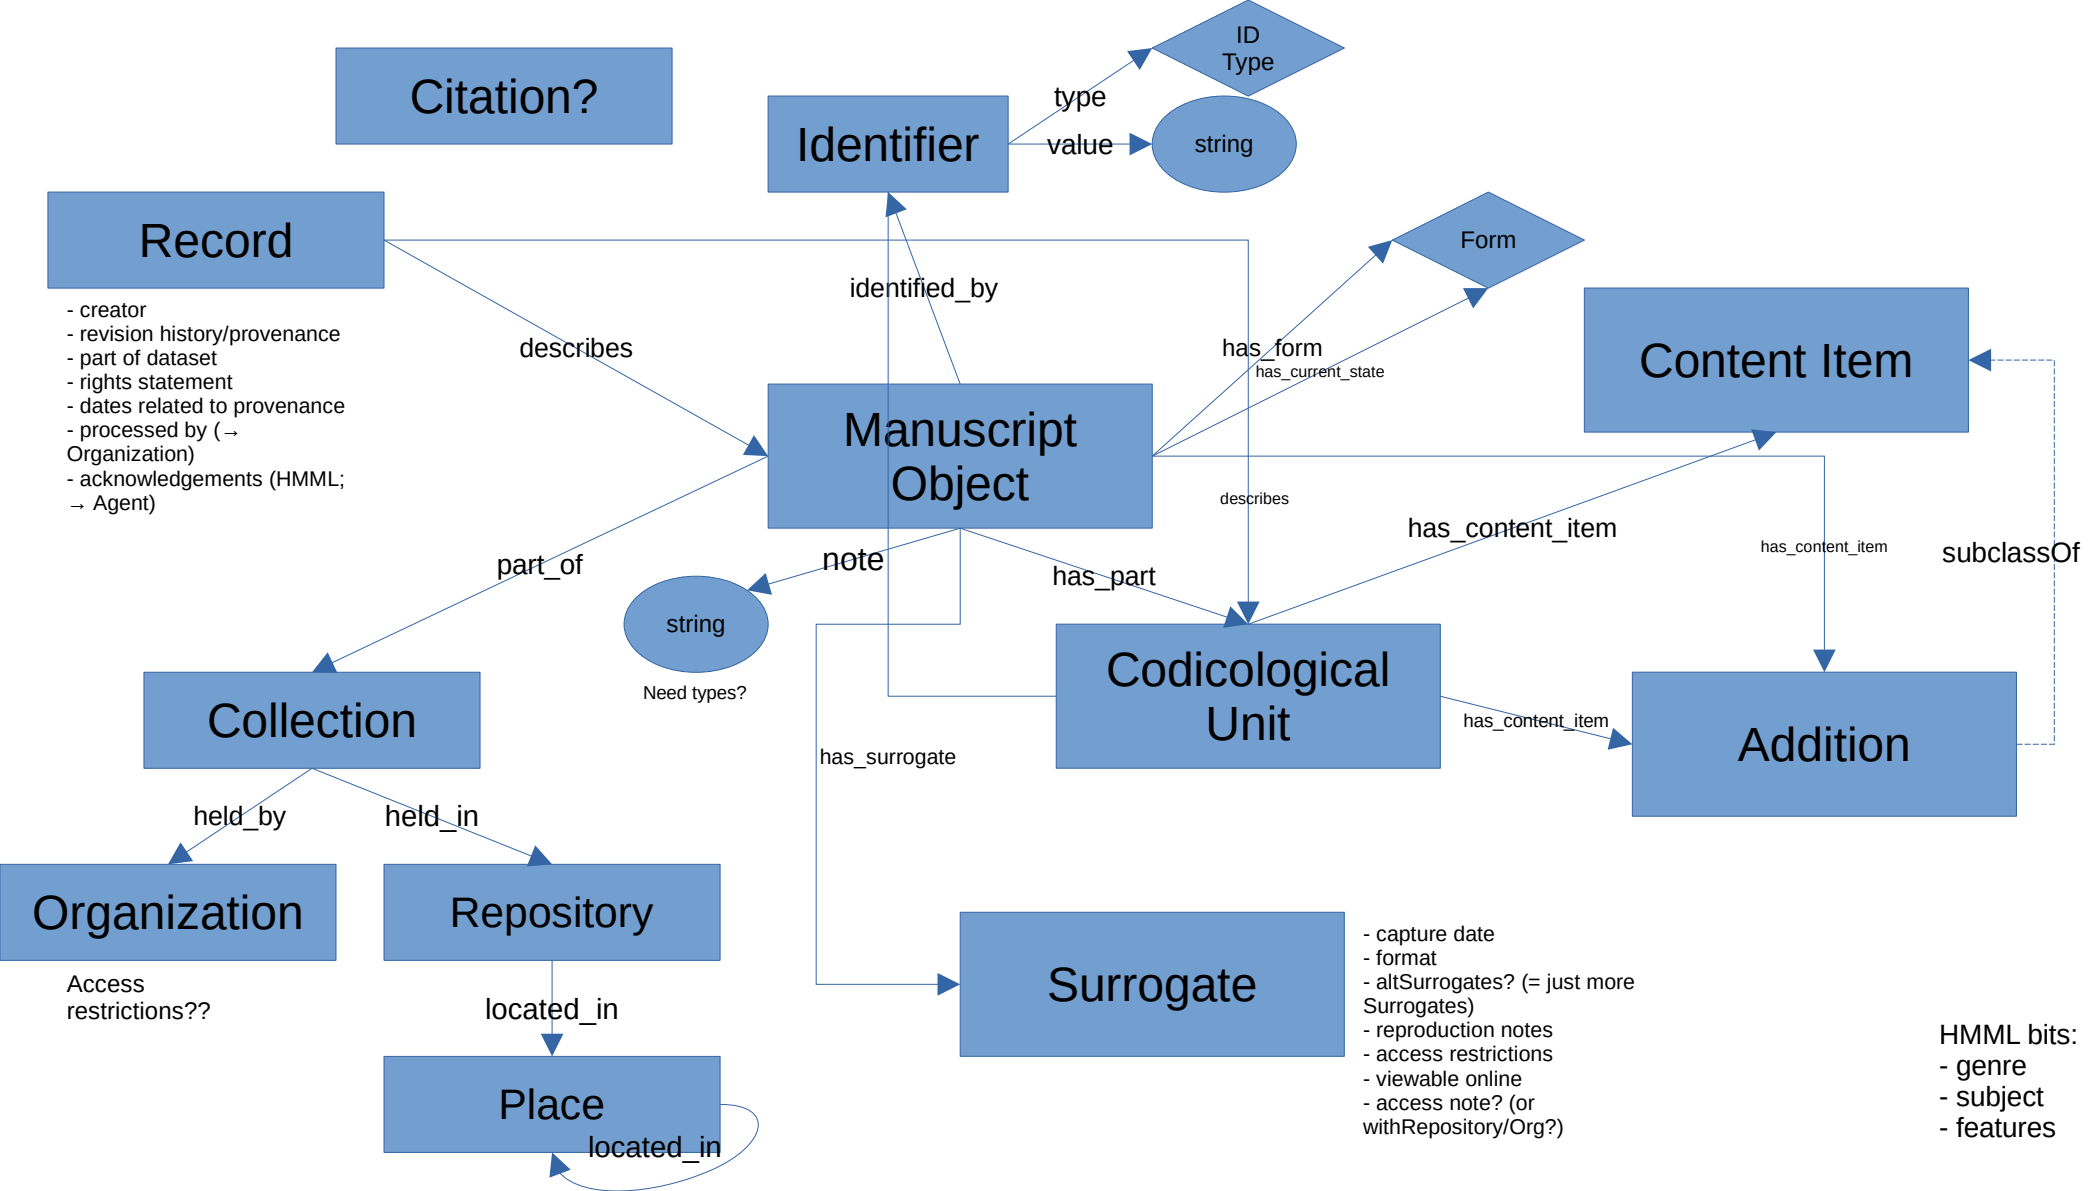 ID
Type
Citation?
type
Identifier
value
string
Record
Form
identified_by
- creator
- revision history/provenance
- part of dataset
- rights statement
- dates related to provenance
- processed by (→
Organization)
- acknowledgements (HMML;
→ Agent)
describes
has_form
has_current_state
Content Item
Manuscript
Object
describes
has_content_item
has_content_item
subclassOf
part_of
note
has_part
string
Need types?
Codicological
Unit
has_content_item
Addition
Collection
has_surrogate
held_by
held_in
Organization
Repository
Access
restrictions??
located_in
Surrogate
- capture date
- format
- altSurrogates? (= just more
Surrogates)
- reproduction notes
- access restrictions
- viewable online
- access note? (or
withRepository/Org?)
HMML bits:
- genre
- subject
- features
Place
located_in